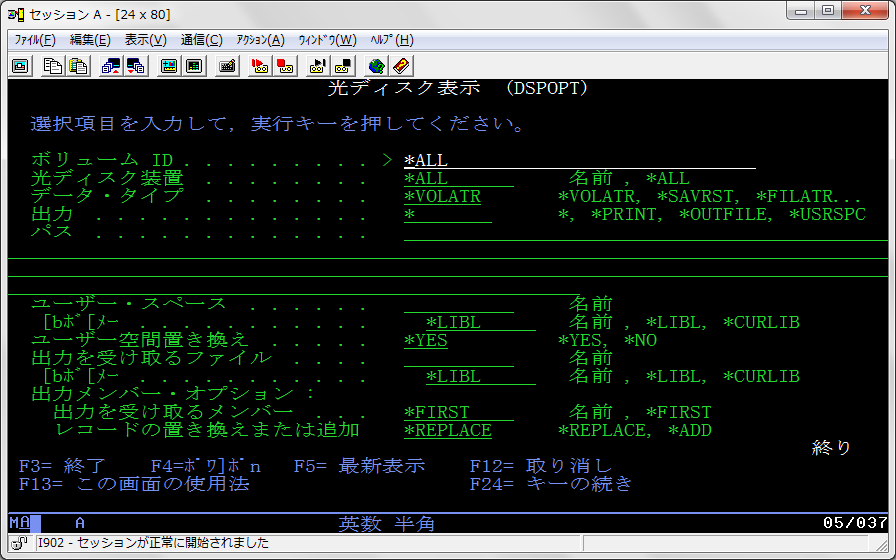 セッション A - [24 x 80]
ﾌｧｲﾙ(F) 編集(E) 表示(V) 通信(C) ｱｸｼｮﾝ(A) ｳｨﾝﾄﾞｳ(W) ﾍﾙﾌﾟ(H)
光ディスク表示 (DSPOPT)
選択項目を入力して, 実行キーを押してください。
ボリューム ID . . . . . . . . . . > *ALL
光ディスク装置 . . . . . . . . *ALL 名前 , *ALL
データ・タイプ . . . . . . . . *VOLATR *VOLATR, *SAVRST, *FILATR...
出力 . . . . . . . . . . . . . * *, *PRINT, *OUTFILE, *USRSPC
パス . . . . . . . . . . . . .
ユーザー・スペース . . . . . . 名前
[bﾎﾞ[ﾒｰ . . . . . . . . . . . *LIBL 名前 , *LIBL, *CURLIB
ユーザー空間置き換え . . . . . *YES *YES, *NO
出力を受け取るファイル . . . . 名前
[bﾎﾞ[ﾒｰ . . . . . . . . . . . *LIBL 名前 , *LIBL, *CURLIB
出力メンバー・オプション :
出力を受け取るメンバー . . . *FIRST 名前 , *FIRST
レコードの置き換えまたは追加 *REPLACE *REPLACE, *ADD
終り
F3= 終了 F4=ﾎﾟﾜ]ﾎﾟn F5= 最新表示 F12= 取り消し
F13= この画面の使用法 F24= キーの続き
MA A 英数 半角 05/037
I902 - セッションが正常に開始されました